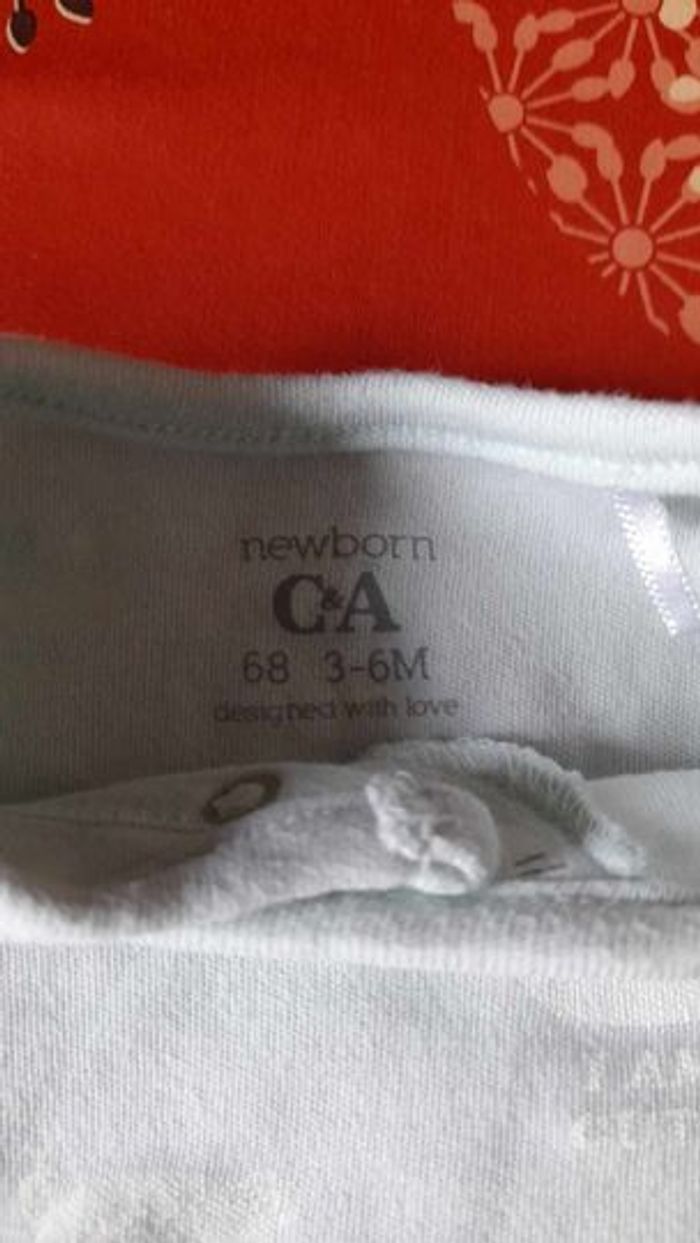 newborn
C&A
68 3-6M
designed with love